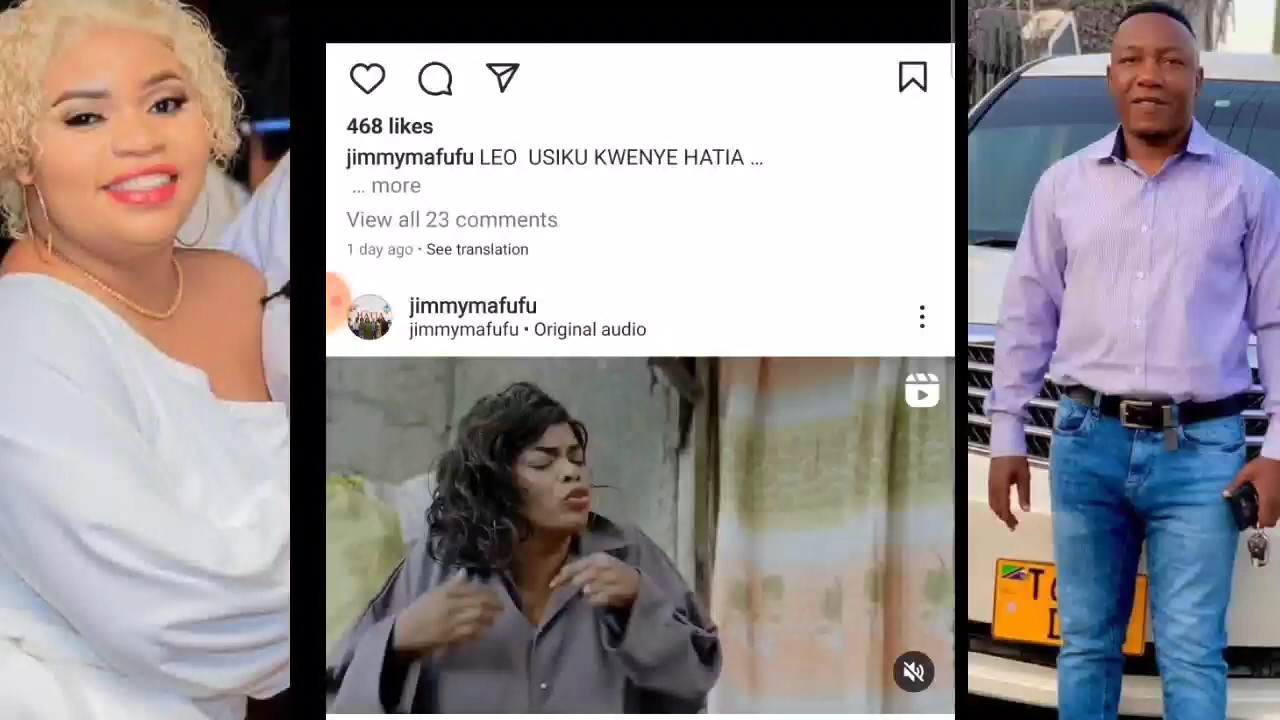 468 likes
jimmymafufu LEO USIKU KWENYE HATIA ...
... more
View all 23 comments
1 day ago • See translation
jimmymafufu
jimmymafufu • Original audio